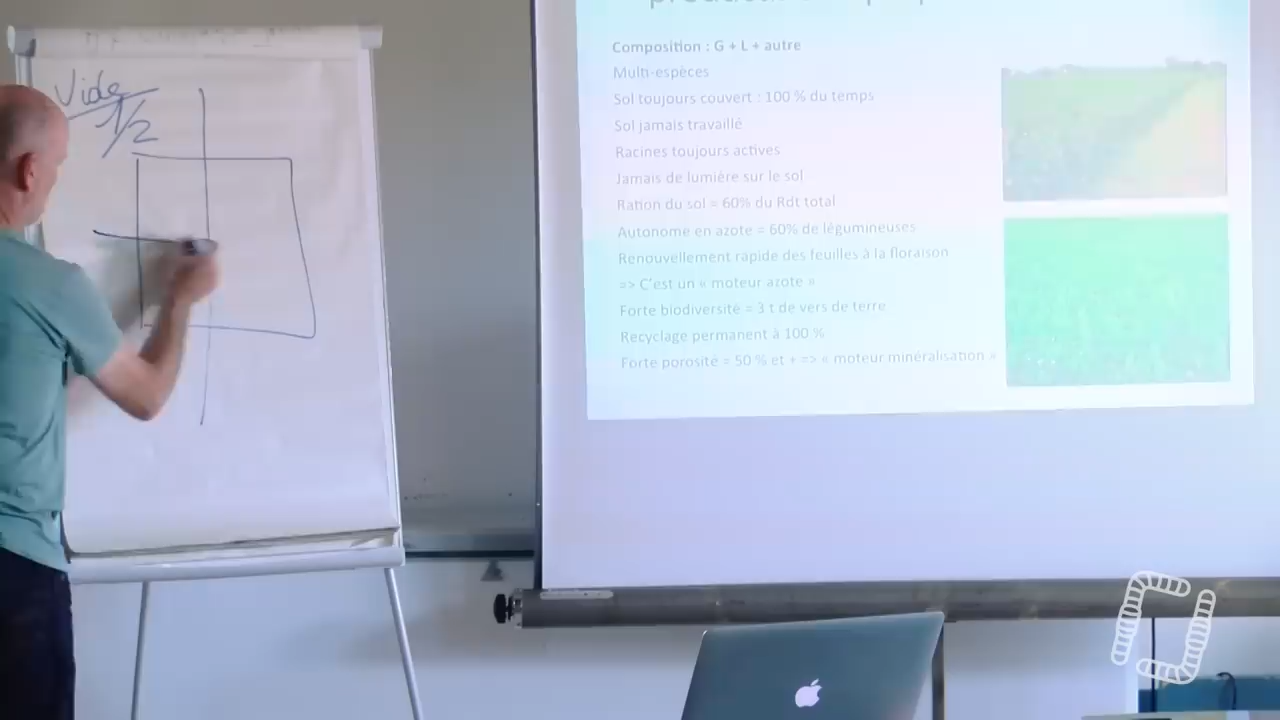 Vide
1/2
Composition : G + L + autre
Multi-espèces
Sol toujours couvert : 100 % du temps
Sol jamais travaillé
Racines toujours actives
Jamais de lumière sur le sol
Ration du sol = 60% du Rdt total
Autonome en azote = 60% de légumineuses
Renouvellement rapide des feuilles à la floraison
=> C'est un « moteur azote »
Forte biodiversité = 3 t de vers de terre
Recyclage permanent à 100 %
Forte porosité = 50 % et + => « moteur minéralisation »